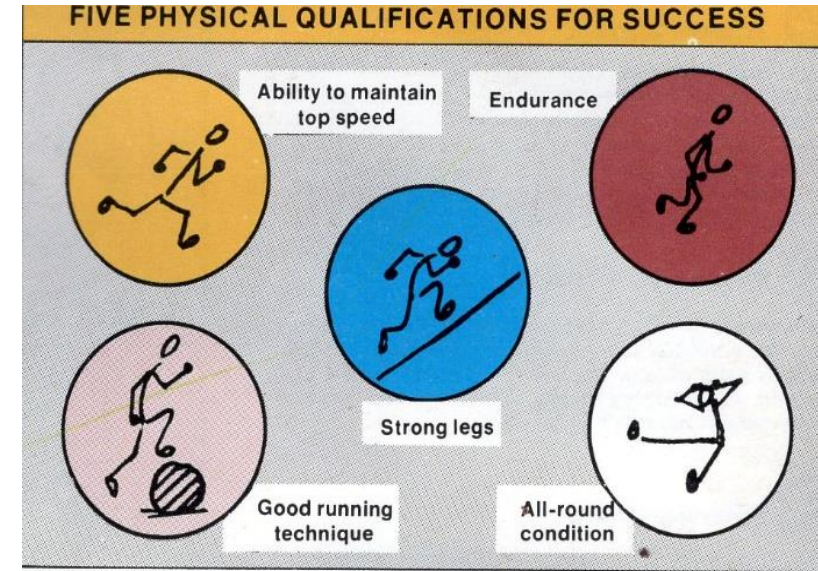 FIVE PHYSICAL QUALIFICATIONS FOR SUCCESS
Ability to maintain
top speed
Endurance
Strong legs
Good running
technique
All-round
condition